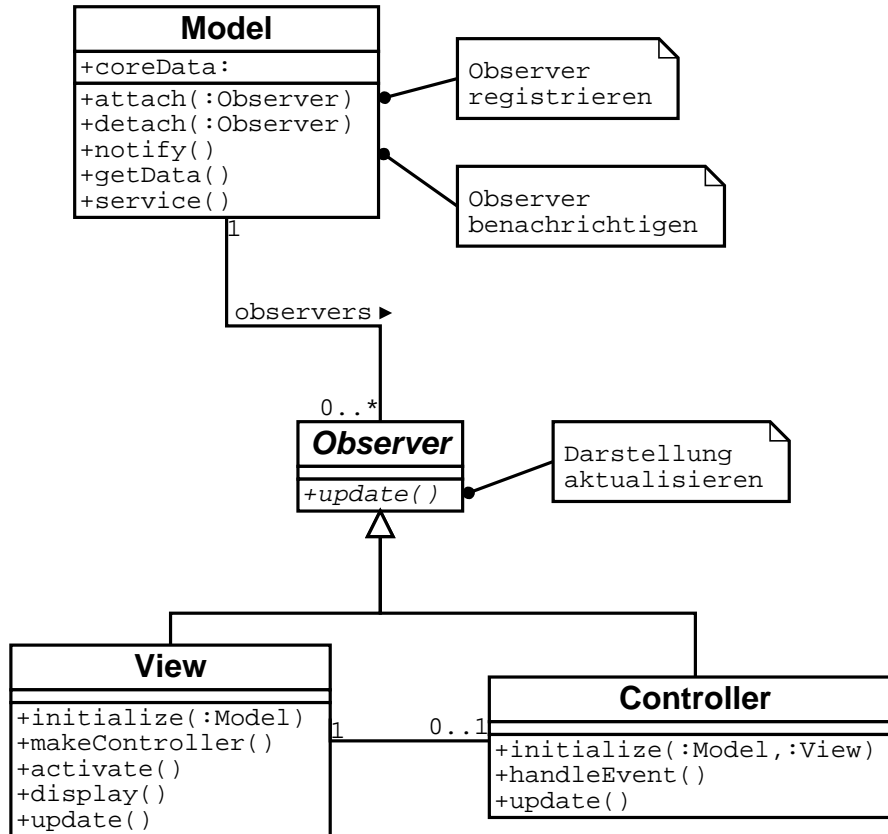 Model
+coreData:
+attach(:Observer)
+detach(:Observer)
+notify()
+getData()
+service()
Observer
registrieren
Observer
benachrichtigen
1
observers ►
0..*
Observer
+update()
Darstellung
aktualisieren
View
+initialize(:Model)
+makeController()
+activate()
+display()
+update()
1
0..1
Controller
+initialize(:Model,:View)
+handleEvent()
+update()